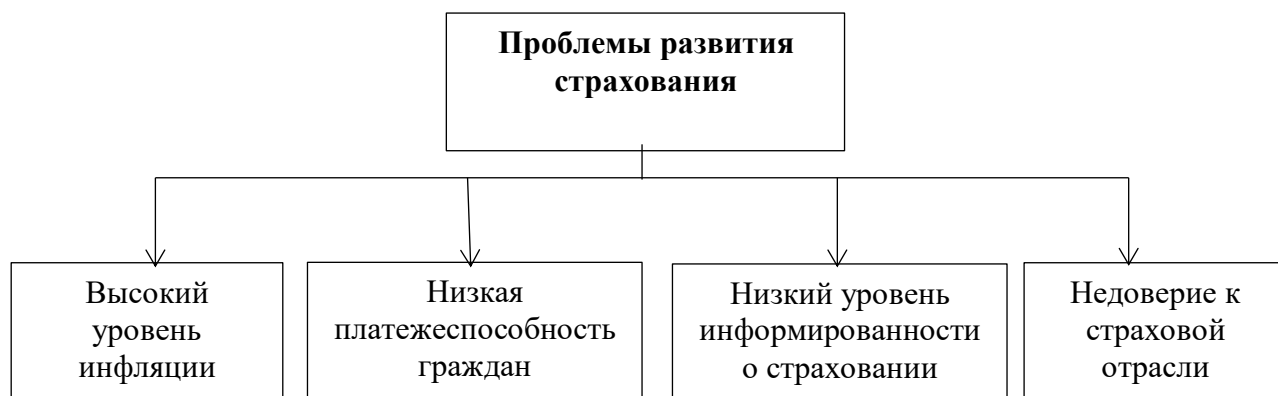 Проблемы развития
страхования
Высокий
уровень
инфляции
Низкая
платежеспособность
граждан
Низкий уровень
информированности
о страховании
Недоверие к
страховой
отрасли